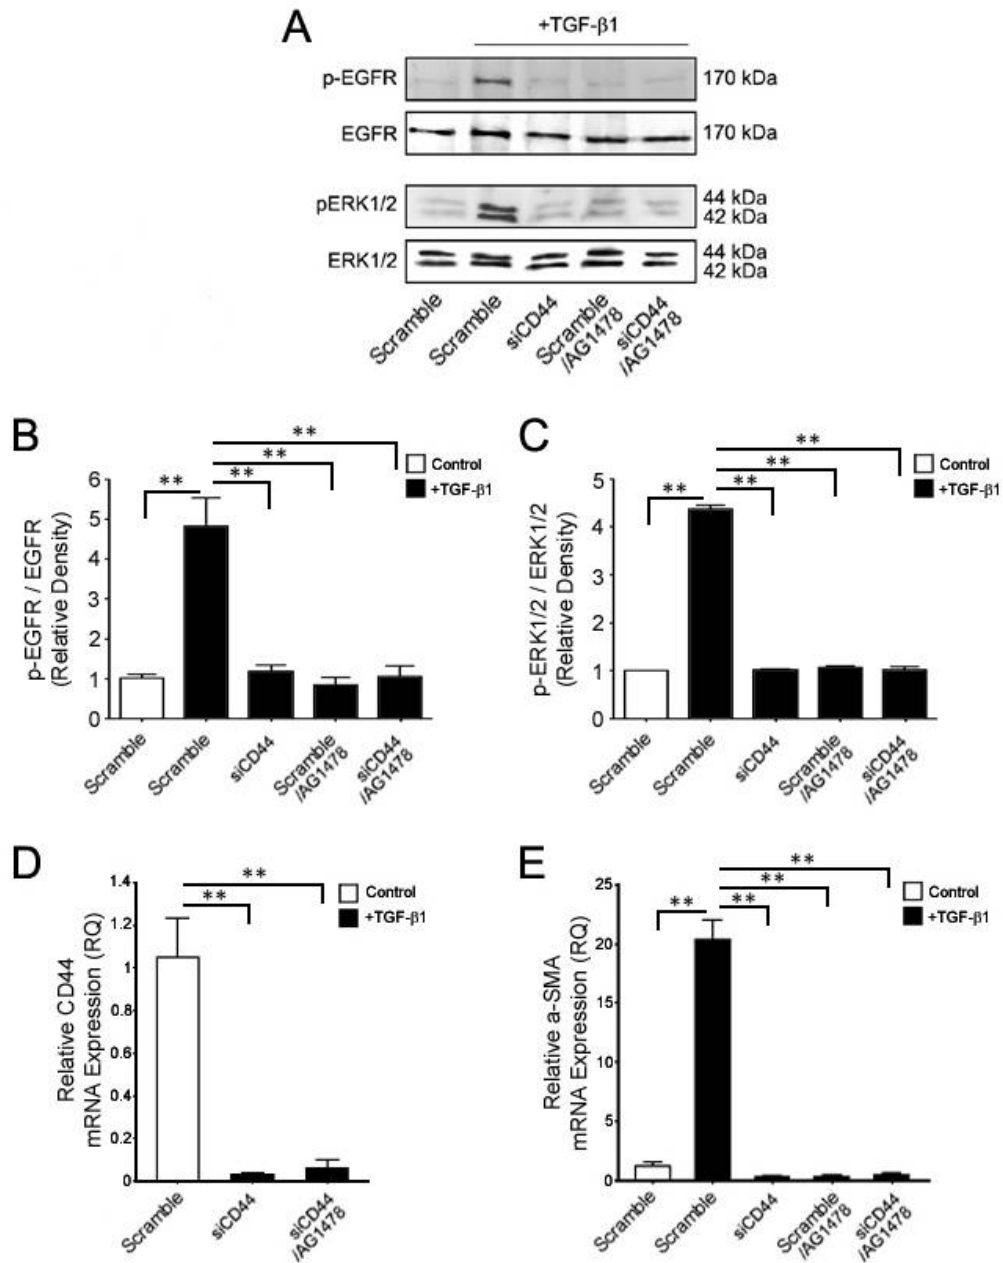 A
+TGF-β1
p-EGFR
170 kDa
EGFR
170 kDa
pERK1/2
44 kDa
42 kDa
ERK1/2
44 kDa
42 kDa
Scramble
Scramble
siCD44
Scramble
/AG1478
siCD44
/AG1478
B
**
**
**
**
Control
+TGF-β1
p-EGFR / EGFR
(Relative Density)
6
5
4
3
2
1
0
Scramble
Scramble
siCD44
Scramble
/AG1478
siCD44
/AG1478
C
**
**
**
**
Control
+TGF-β1
p-ERK1/2 / ERK1/2
(Relative Density)
5
4
3
2
1
0
Scramble
Scramble
siCD44
Scramble
/AG1478
siCD44
/AG1478
D
**
**
Control
+TGF-β1
Relative CD44
mRNA Expression (RQ)
1.4
1.2
1
0.8
0.6
0.4
0.2
0
Scramble
siCD44
siCD44
/AG1478
E
**
**
**
**
Control
+TGF-β1
Relative a-SMA
mRNA Expression (RQ)
25
20
15
10
5
0
Scramble
Scramble
siCD44
Scramble
/AG1478
siCD44
/AG1478